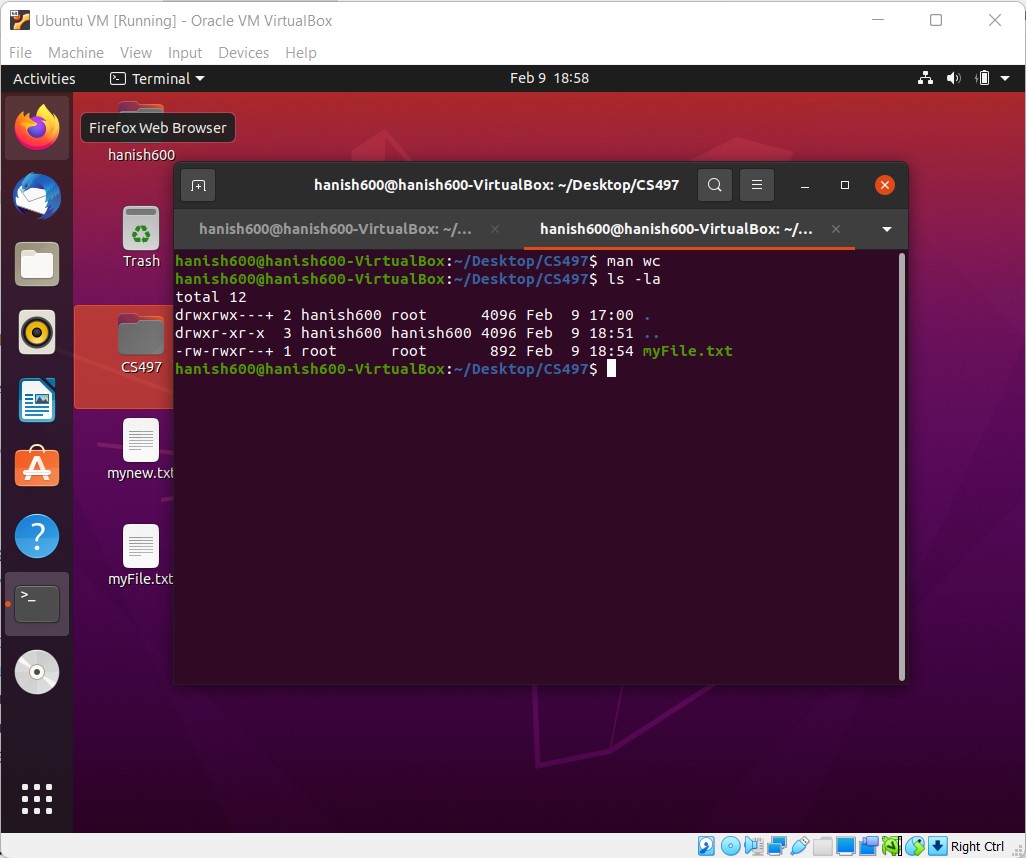 Ubuntu VM [Running] - Oracle VM VirtualBox
File Machine View Input Devices Help
Activities Terminal Feb 9 18:58
Firefox Web Browser
hanish600
Trash
CS497
mynew.txt
myFile.txt
hanish600@hanish600-VirtualBox: ~/Desktop/CS497
hanish600@hanish600-VirtualBox: ~/... × hanish600@hanish600-VirtualBox: ~/... ×
hanish600@hanish600-VirtualBox:~/Desktop/CS497$ man wc
hanish600@hanish600-VirtualBox:~/Desktop/CS497$ ls -la
total 12
drwxrwx---+ 2 hanish600 root 4096 Feb 9 17:00 .
drwxr-xr-x 3 hanish600 hanish600 4096 Feb 9 18:51 ..
-rw-rwxr--+ 1 root root 892 Feb 9 18:54 myFile.txt
hanish600@hanish600-VirtualBox:~/Desktop/CS497$
Right Ctrl